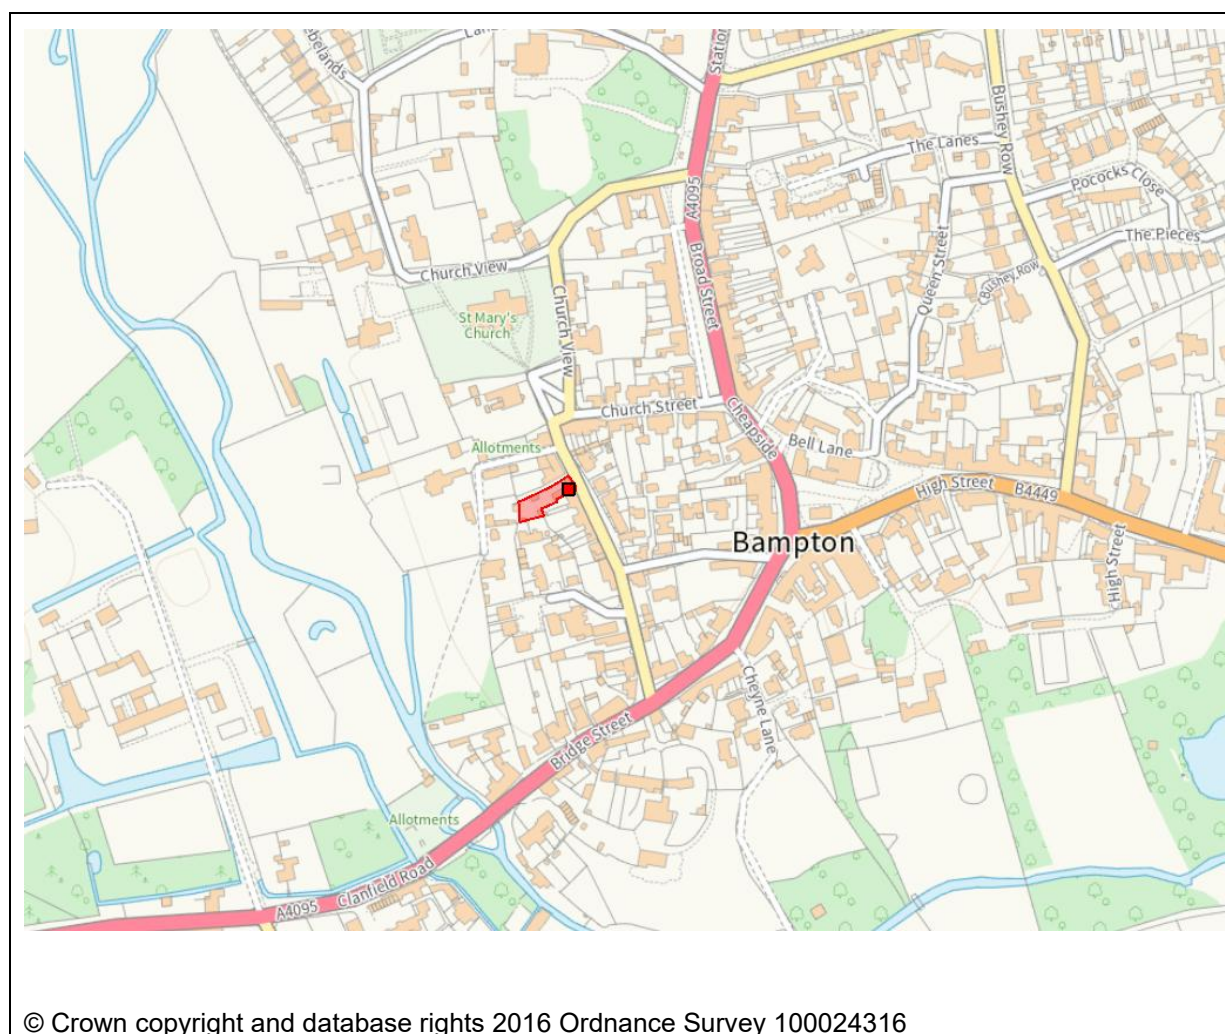 Station
Bushey Row
The Lanes
Pococks Close
A4095
The Pieces
Queen Street
Broad Street
Church View
(Bushey Row
Church View
St Mary's
Church
Church Street
Cheapside
Allotments
Bell Lane
High Street
B4449
Bampton
High Street
Cheyne Lane
Bridge Street
Allotments
Clanfield Road
A4095
© Crown copyright and database rights 2016 Ordnance Survey 100024316